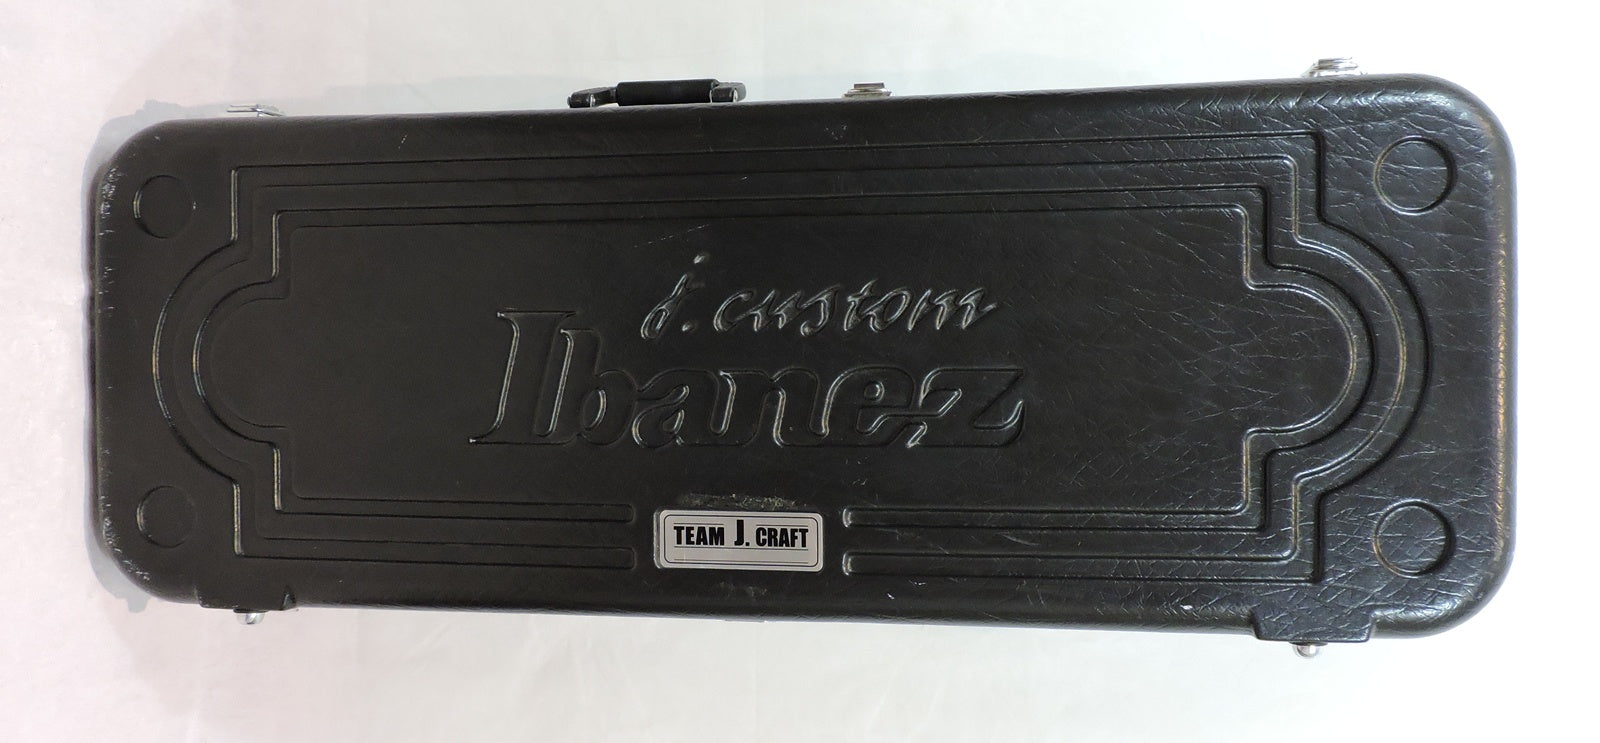 j.custom
Ibanez
TEAM J. CRAFT